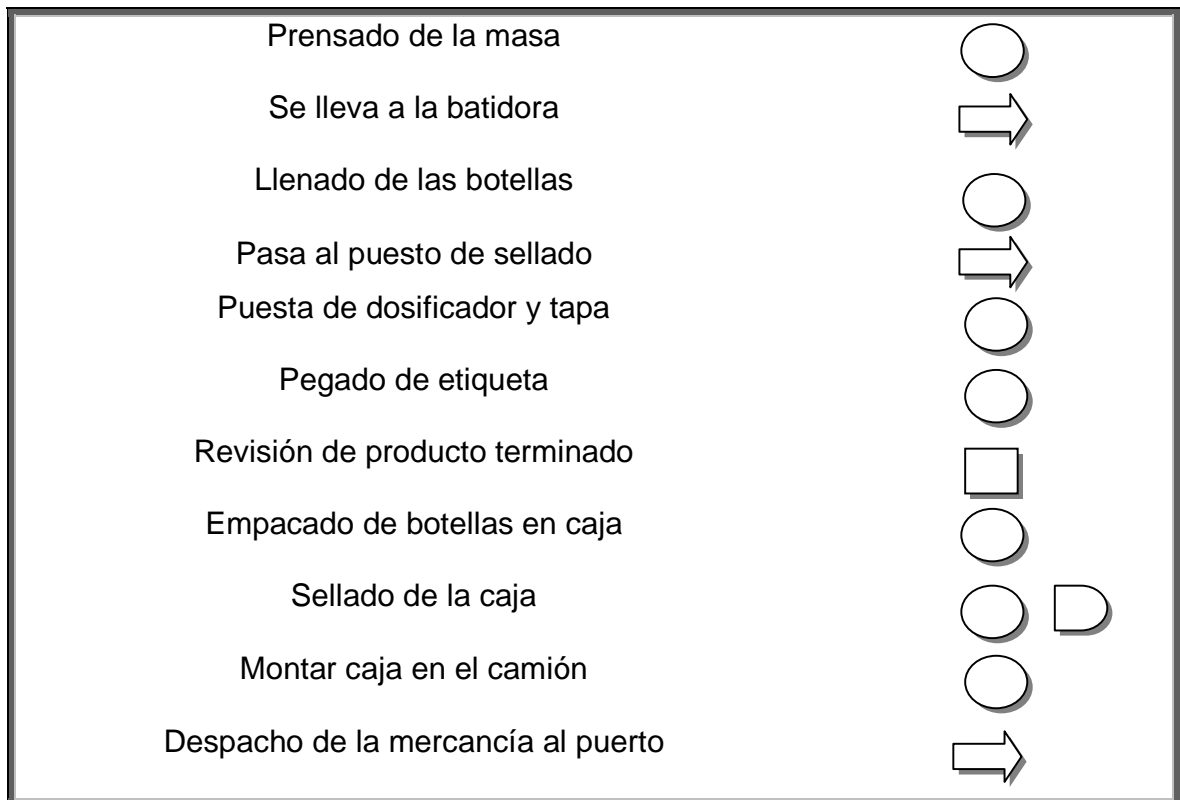 Prensado de la masa
Se lleva a la batidora
Llenado de las botellas
Pasa al puesto de sellado
Puesta de dosificador y tapa
Pegado de etiqueta
Revisión de producto terminado
Empacado de botellas en caja
Sellado de la caja
Montar caja en el camión
Despacho de la mercancía al puerto